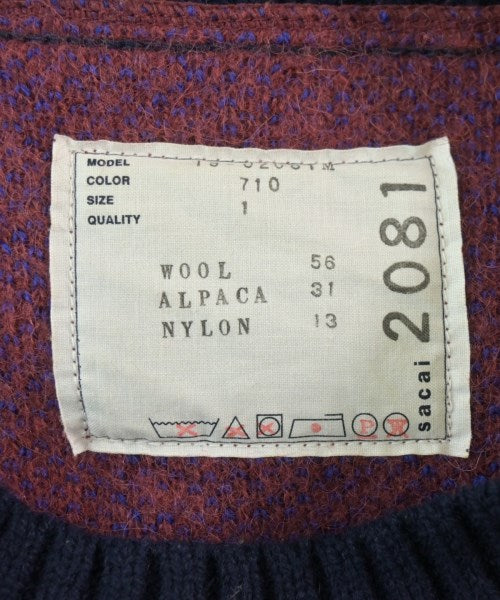 MODEL
COLOR 710
SIZE 1
QUALITY
WOOL 56
ALPACA 31
NYLON 13
P W
sacai 2081